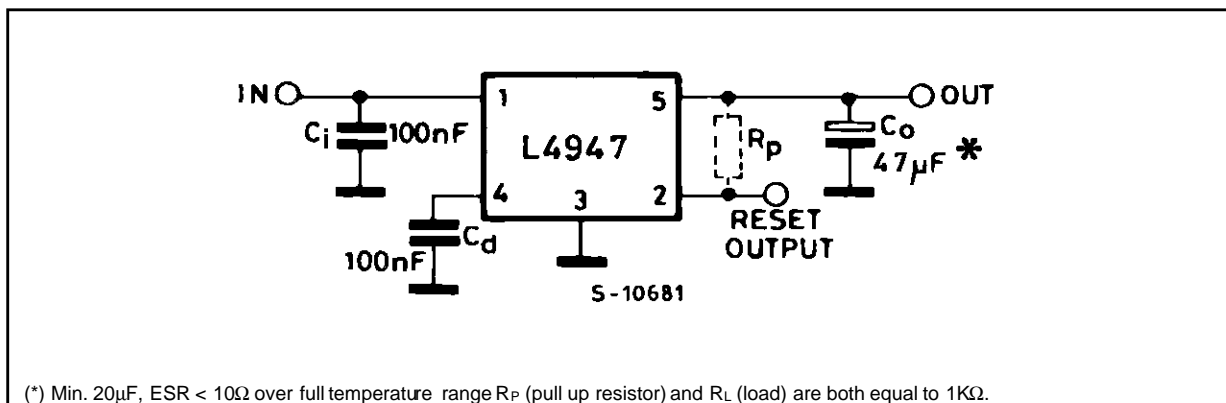 IN
1
5
OUT
Ci
100nF
L4947
Rp
Co
47µF *
4
3
2
Cd
100nF
RESET
OUTPUT
S-10681
(*) Min. 20µF, ESR < 10Ω over full temperature range RP (pull up resistor) and RL (load) are both equal to 1KΩ.